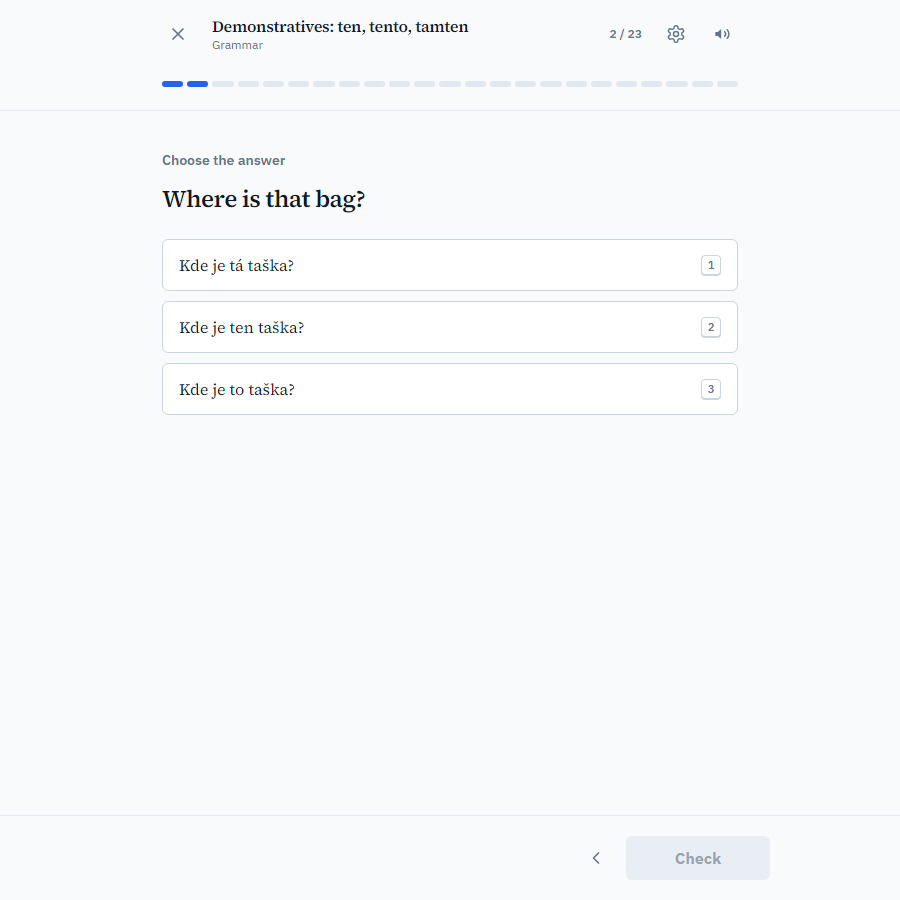 Demonstratives: ten, tento, tamten
Grammar
2 / 23
Choose the answer
Where is that bag?
Kde je tá taška?
1
Kde je ten taška?
2
Kde je to taška?
3
Check